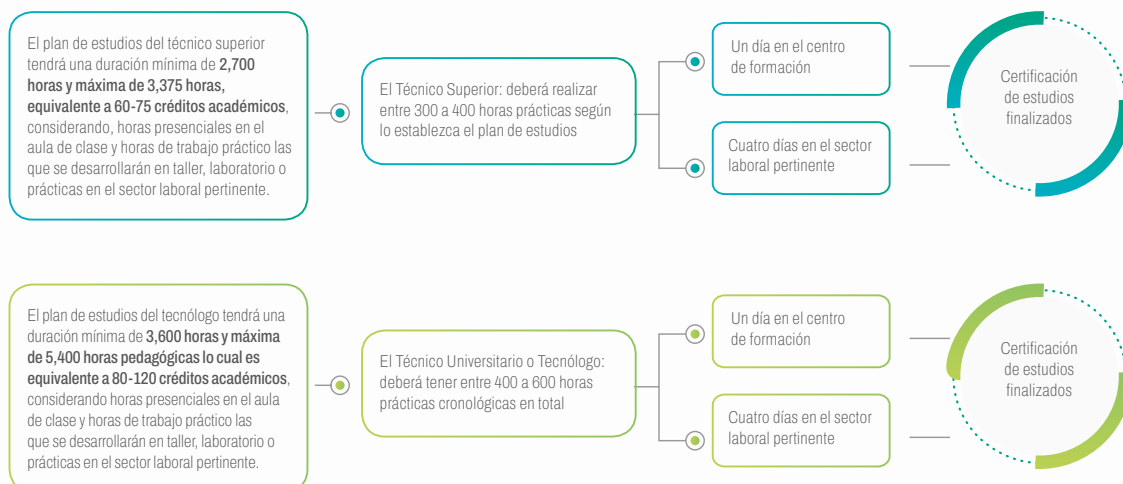 El plan de estudios del técnico superior
tendrá una duración mínima de 2,700
horas y máxima de 3,375 horas,
equivalente a 60-75 créditos académicos,
considerando, horas presenciales en el
aula de clase y horas de trabajo práctico las
que se desarrollarán en taller, laboratorio o
prácticas en el sector laboral pertinente.
El Técnico Superior: deberá realizar
entre 300 a 400 horas prácticas según
lo establezca el plan de estudios
Un día en el centro
de formación
Cuatro días en el sector
laboral pertinente
Certificación
de estudios
finalizados
El plan de estudios del tecnólogo tendrá una
duración mínima de 3,600 horas y máxima
de 5,400 horas pedagógicas lo cual es
equivalente a 80-120 créditos académicos,
considerando horas presenciales en el aula
de clase y horas de trabajo práctico las
que se desarrollarán en taller, laboratorio o
prácticas en el sector laboral pertinente.
El Técnico Universitario o Tecnólogo:
deberá tener entre 400 a 600 horas
prácticas cronológicas en total
Un día en el centro
de formación
Cuatro días en el sector
laboral pertinente
Certificación
de estudios
finalizados